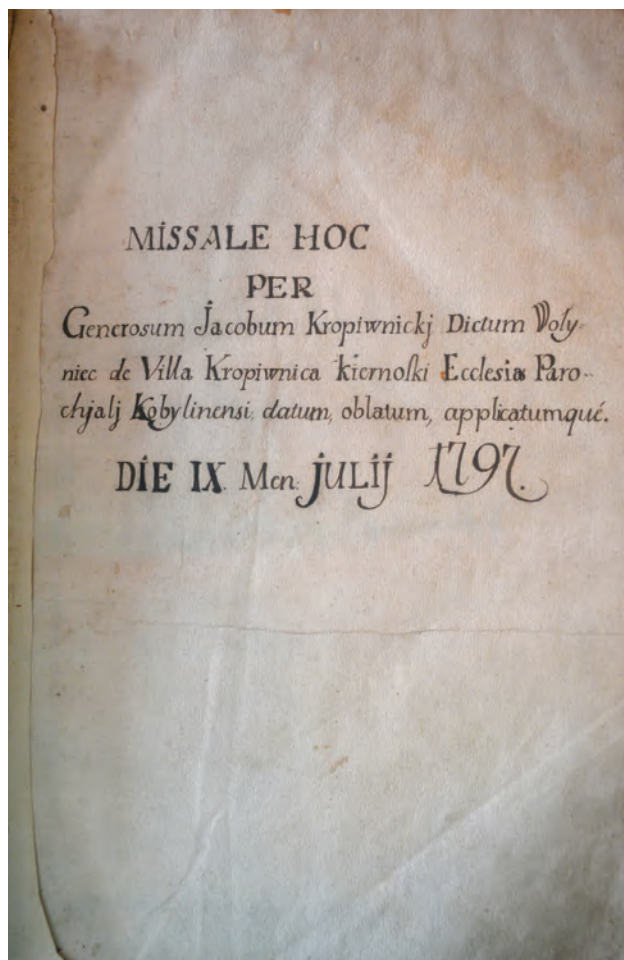 MISSALE HOC
PER
Generosum Jacobum Kropiwnickj Dictum Woły-
niec de Villa Kropiwnica kiernoſki Ecclesiæ Paro-
chjalj Kobylinensi, datum, oblatum, applicatumqué.
DIE IX. Men: JULIJ 1797.